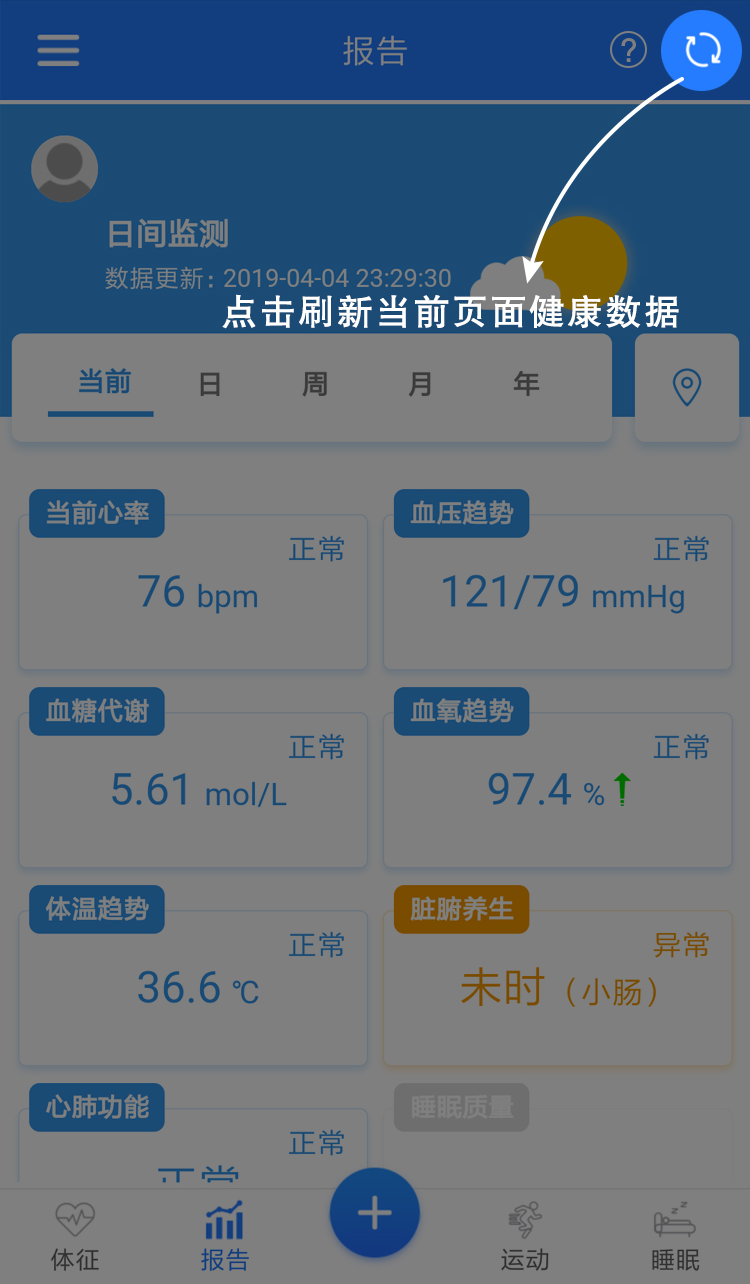 报告
日间监测
数据更新：2019-04-04 23:29:30
点击刷新当前页面健康数据
当前 日 周 月 年
当前心率 血压趋势
正常 正常
76 bpm 121/79 mmHg
血糖代谢 血氧趋势
正常 正常
5.61 mol/L 97.4 %
体温趋势 脏腑养生
正常 异常
36.6 ℃ 未时（小肠）
心肺功能 睡眠质量
正常
正常
体征 报告 运动 睡眠